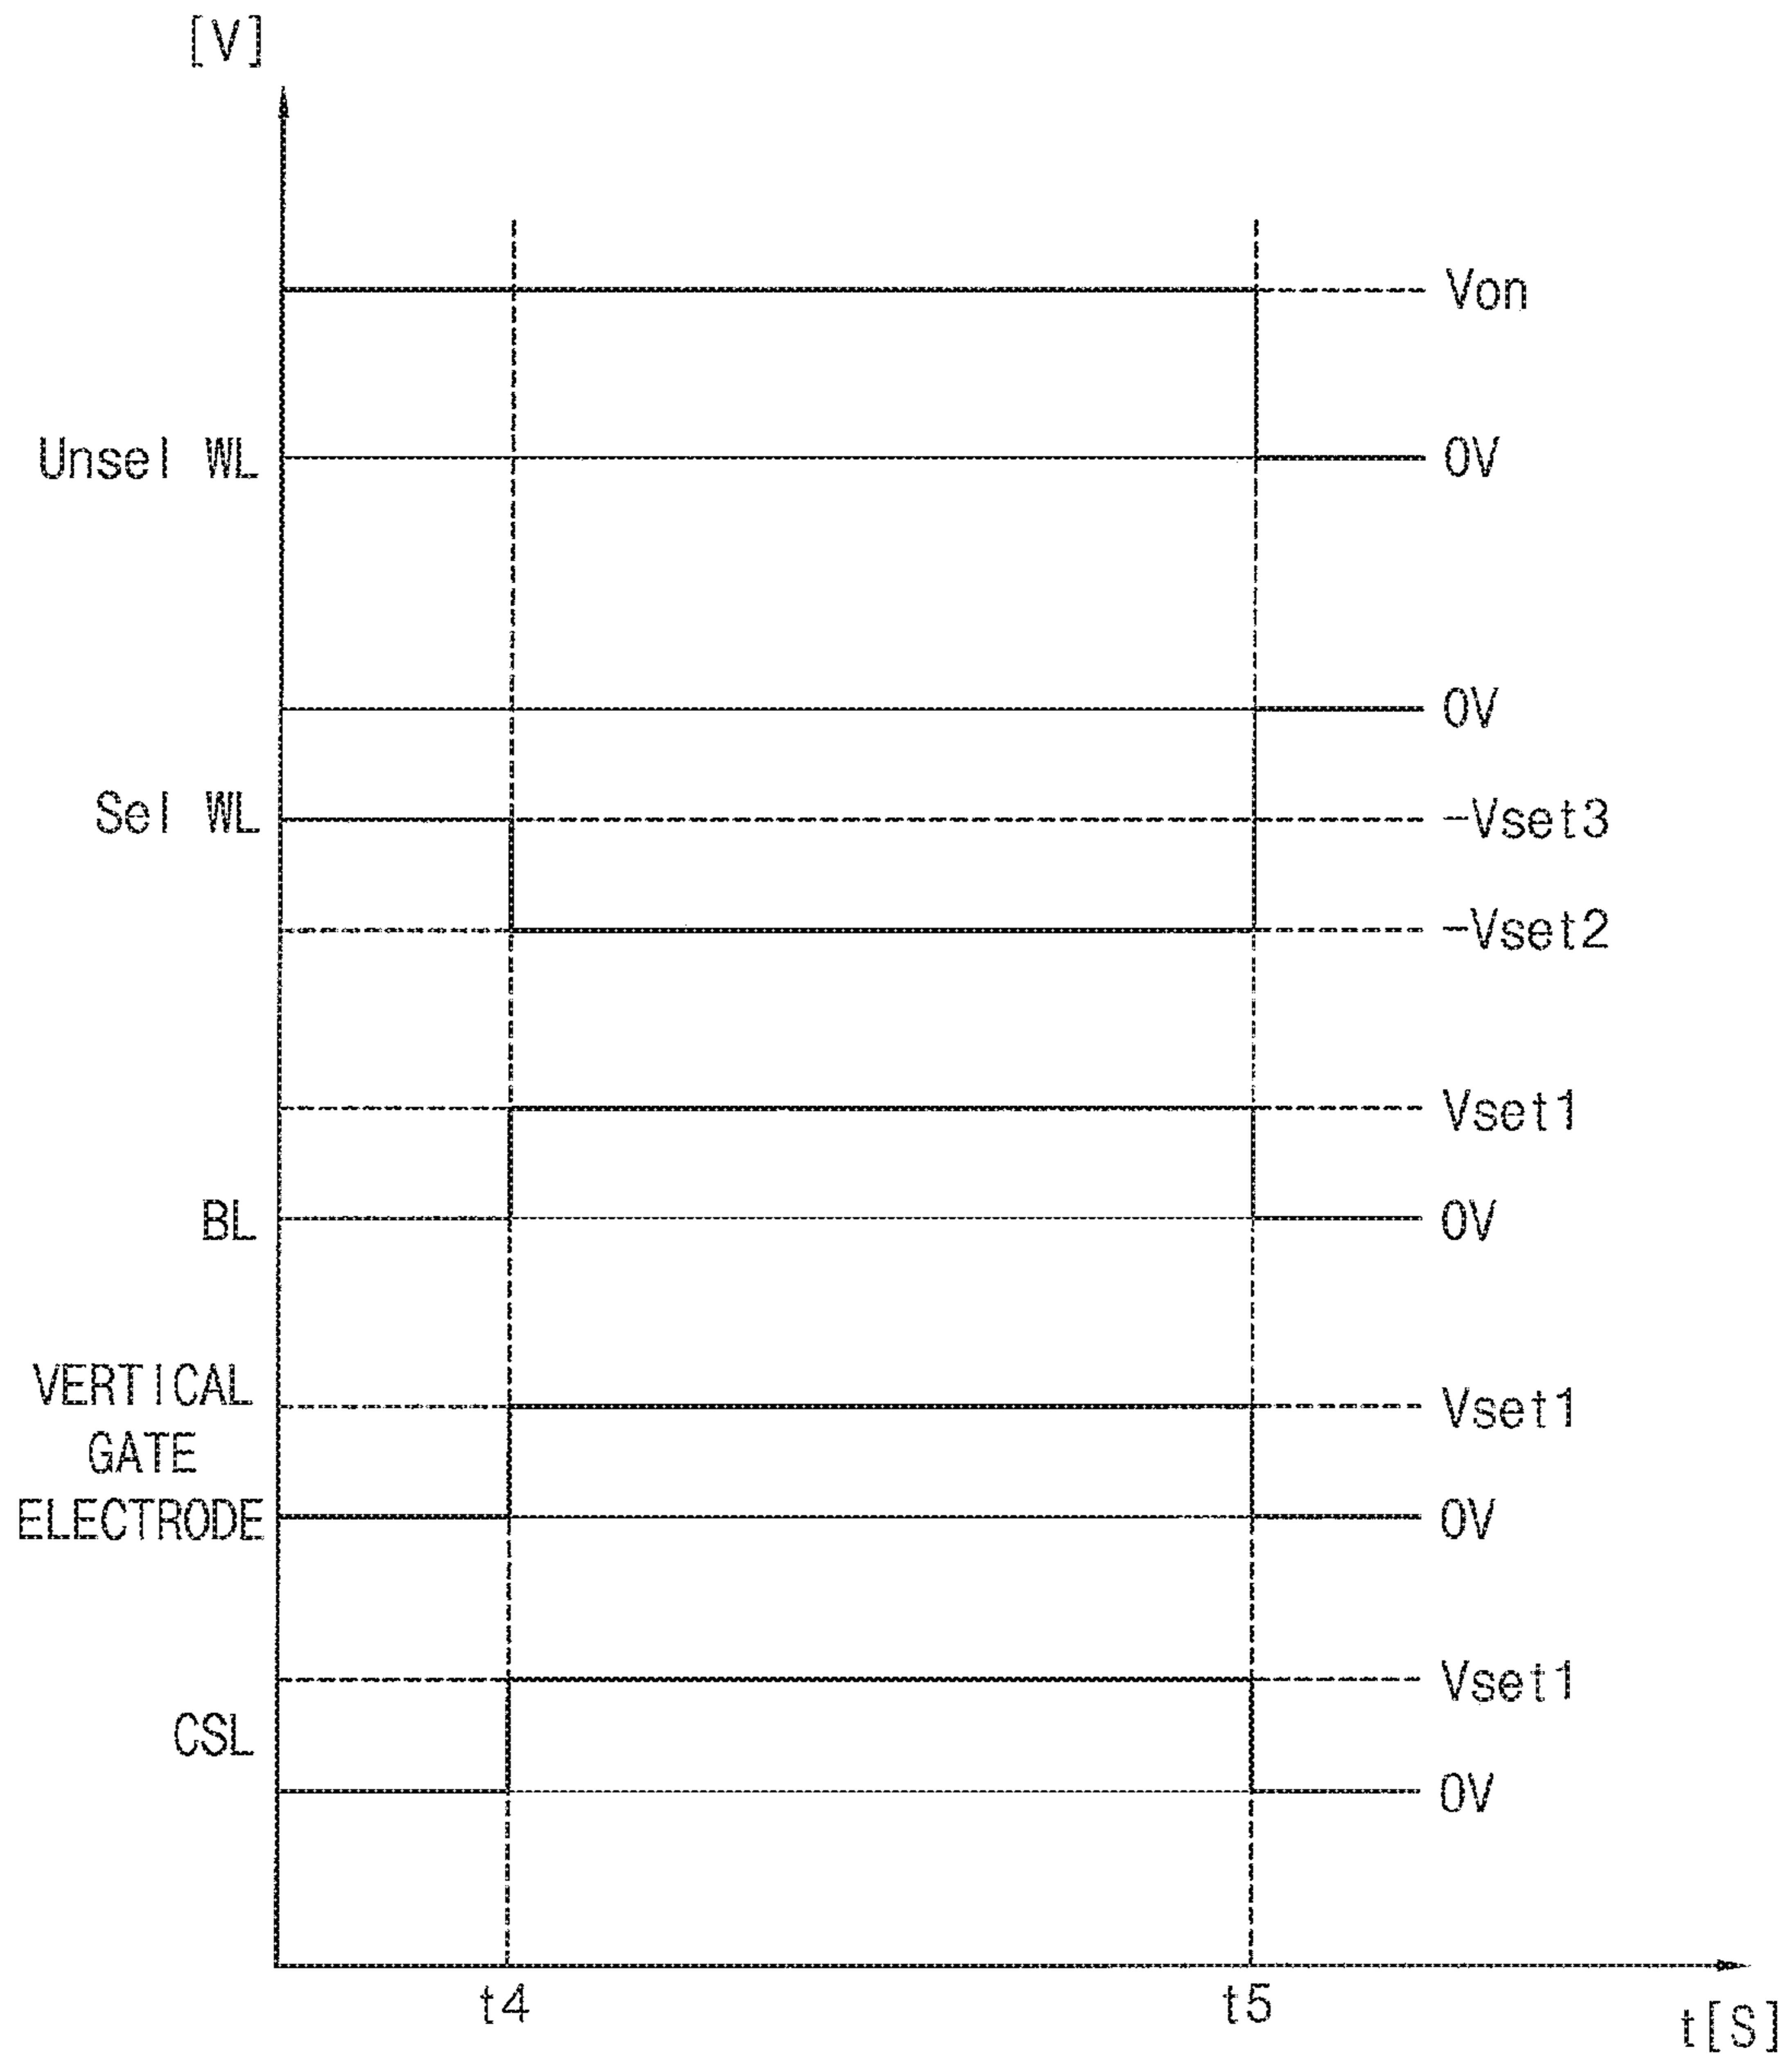 [V]
Von
Unsel WL
0V
0V
Sel WL
-Vset3
-Vset2
Vset1
BL
0V
VERTICAL
GATE
ELECTRODE
Vset1
0V
Vset1
CSL
0V
t4
t5
t[S]